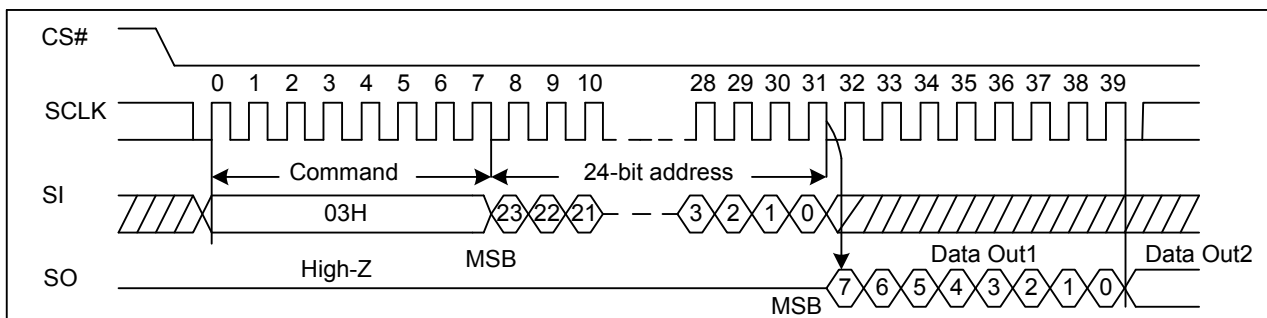 CS#
0 1 2 3 4 5 6 7 8 9 10 28 29 30 31 32 33 34 35 36 37 38 39
SCLK
Command 24-bit address
SI
03H 23 22 21 3 2 1 0
High-Z MSB Data Out1 Data Out2
SO
MSB 7 6 5 4 3 2 1 0